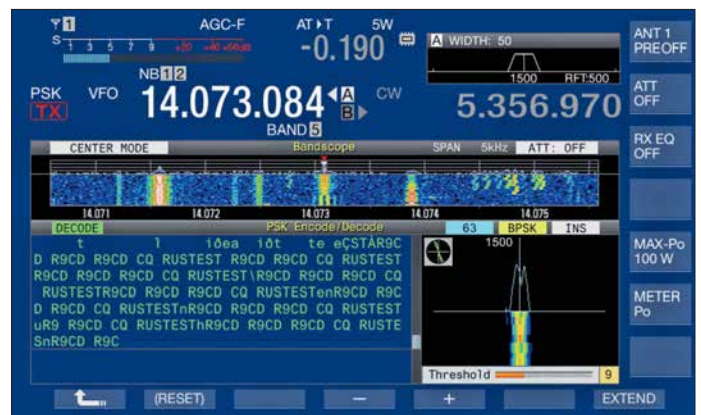 1 AGC-F AT▸T 5W
S 1 3 5 7 9 +20 +40 +60dB
-0.190
A WIDTH: 50
1500 RFT:500
ANT 1
PREOFF
NB 1 2
PSK VFO 14.073.084 A CW 5.356.970
TX B
BAND 5
ATT
OFF
CENTER MODE Bandscope SPAN 5kHz ATT: OFF
RX EQ
OFF
14.071 14.072 14.073 14.074 14.075
DECODE PSK Encode/Decode 63 BPSK INS
1500
t l iðea iðt te eÇSTÀR9C
D R9CD R9CD CQ RUSTEST R9CD R9CD CQ RUSTEST
R9CD R9CD CQ RUSTEST\R9CD R9CD R9CD CQ
RUSTESTR9CD R9CD R9CD CQ RUSTESTenR9CD R9C
D R9CD CQ RUSTESTnR9CD R9CD R9CD CQ RUSTEST
uR9 R9CD CQ RUSTESThR9CD R9CD R9CD CQ RUSTE
SnR9CD R9C
MAX-Po
100 W
METER
Po
Threshold 9
(RESET) − + EXTEND